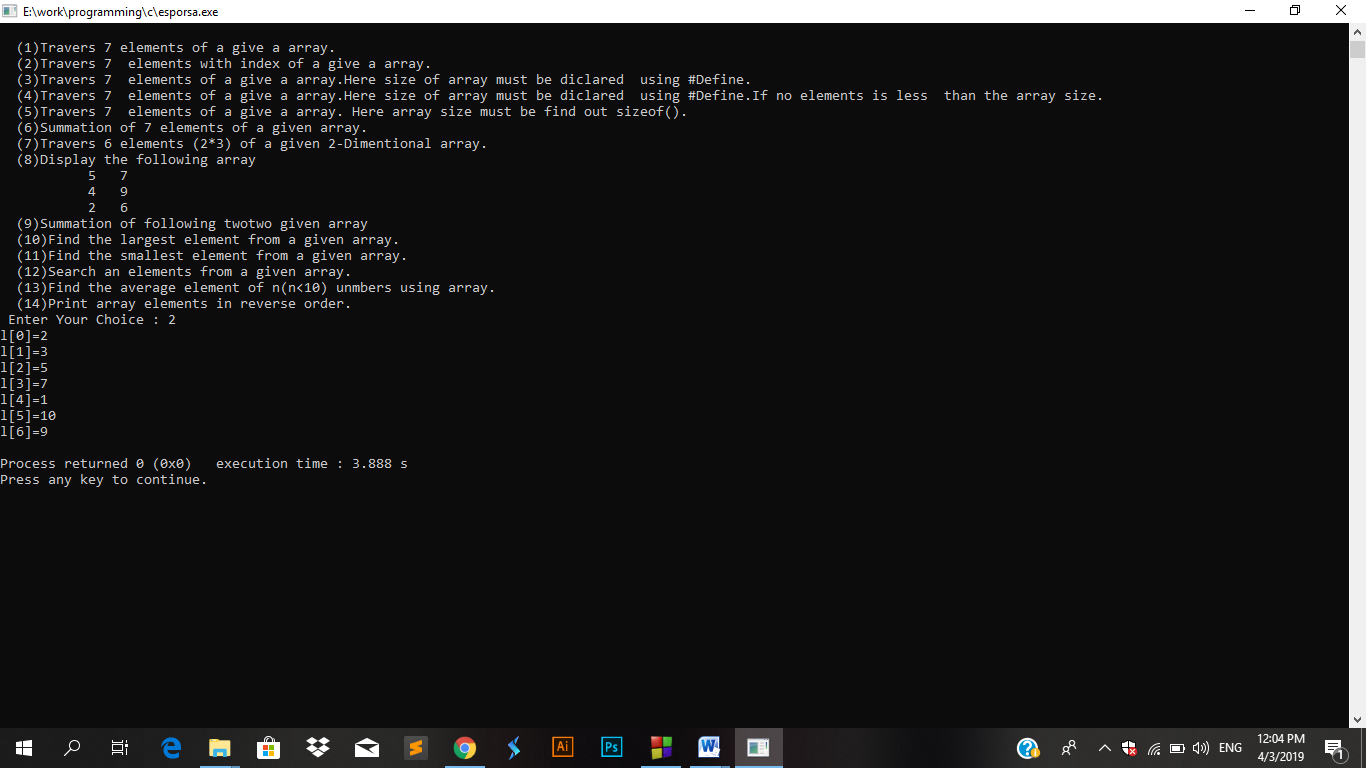 E:\work\programming\c\esporsa.exe
(1)Travers 7 elements of a give a array.
(2)Travers 7  elements with index of a give a array.
(3)Travers 7  elements of a give a array.Here size of array must be diclared  using #Define.
(4)Travers 7  elements of a give a array.Here size of array must be diclared  using #Define.If no elements is less  than the array size.
(5)Travers 7  elements of a give a array. Here array size must be find out sizeof().
(6)Summation of 7 elements of a given array.
(7)Travers 6 elements (2*3) of a given 2-Dimentional array.
(8)Display the following array
5   7
4   9
2   6
(9)Summation of following twotwo given array
(10)Find the largest element from a given array.
(11)Find the smallest element from a given array.
(12)Search an elements from a given array.
(13)Find the average element of n(n<10) unmbers using array.
(14)Print array elements in reverse order.
Enter Your Choice : 2
l[0]=2
l[1]=3
l[2]=5
l[3]=7
l[4]=1
l[5]=10
l[6]=9
Process returned 0 (0x0)   execution time : 3.888 s
Press any key to continue.
Ai
Ps
W
ENG
12:04 PM
4/3/2019
1